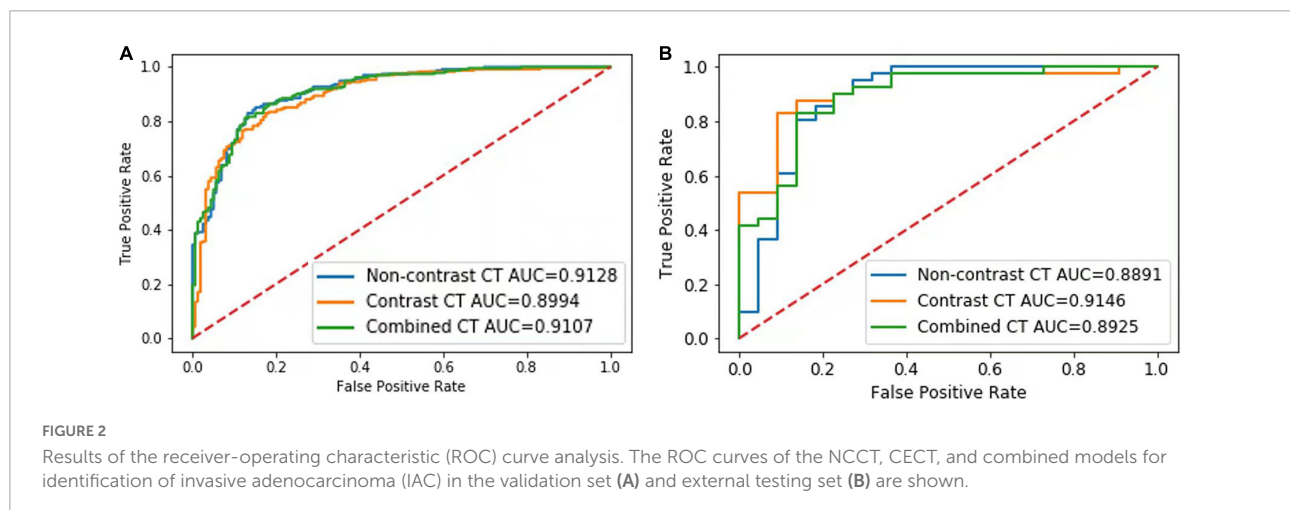 A
B
True Positive Rate
1.0
0.8
0.6
0.4
0.2
0.0
Non-contrast CT AUC=0.9128
Contrast CT AUC=0.8994
Combined CT AUC=0.9107
0.0 0.2 0.4 0.6 0.8 1.0
False Positive Rate
True Positive Rate
1.0
0.8
0.6
0.4
0.2
0.0
Non-contrast CT AUC=0.8891
Contrast CT AUC=0.9146
Combined CT AUC=0.8925
0.0 0.2 0.4 0.6 0.8 1.0
False Positive Rate
FIGURE 2
Results of the receiver-operating characteristic (ROC) curve analysis. The ROC curves of the NCCT, CECT, and combined models for
identification of invasive adenocarcinoma (IAC) in the validation set (A) and external testing set (B) are shown.